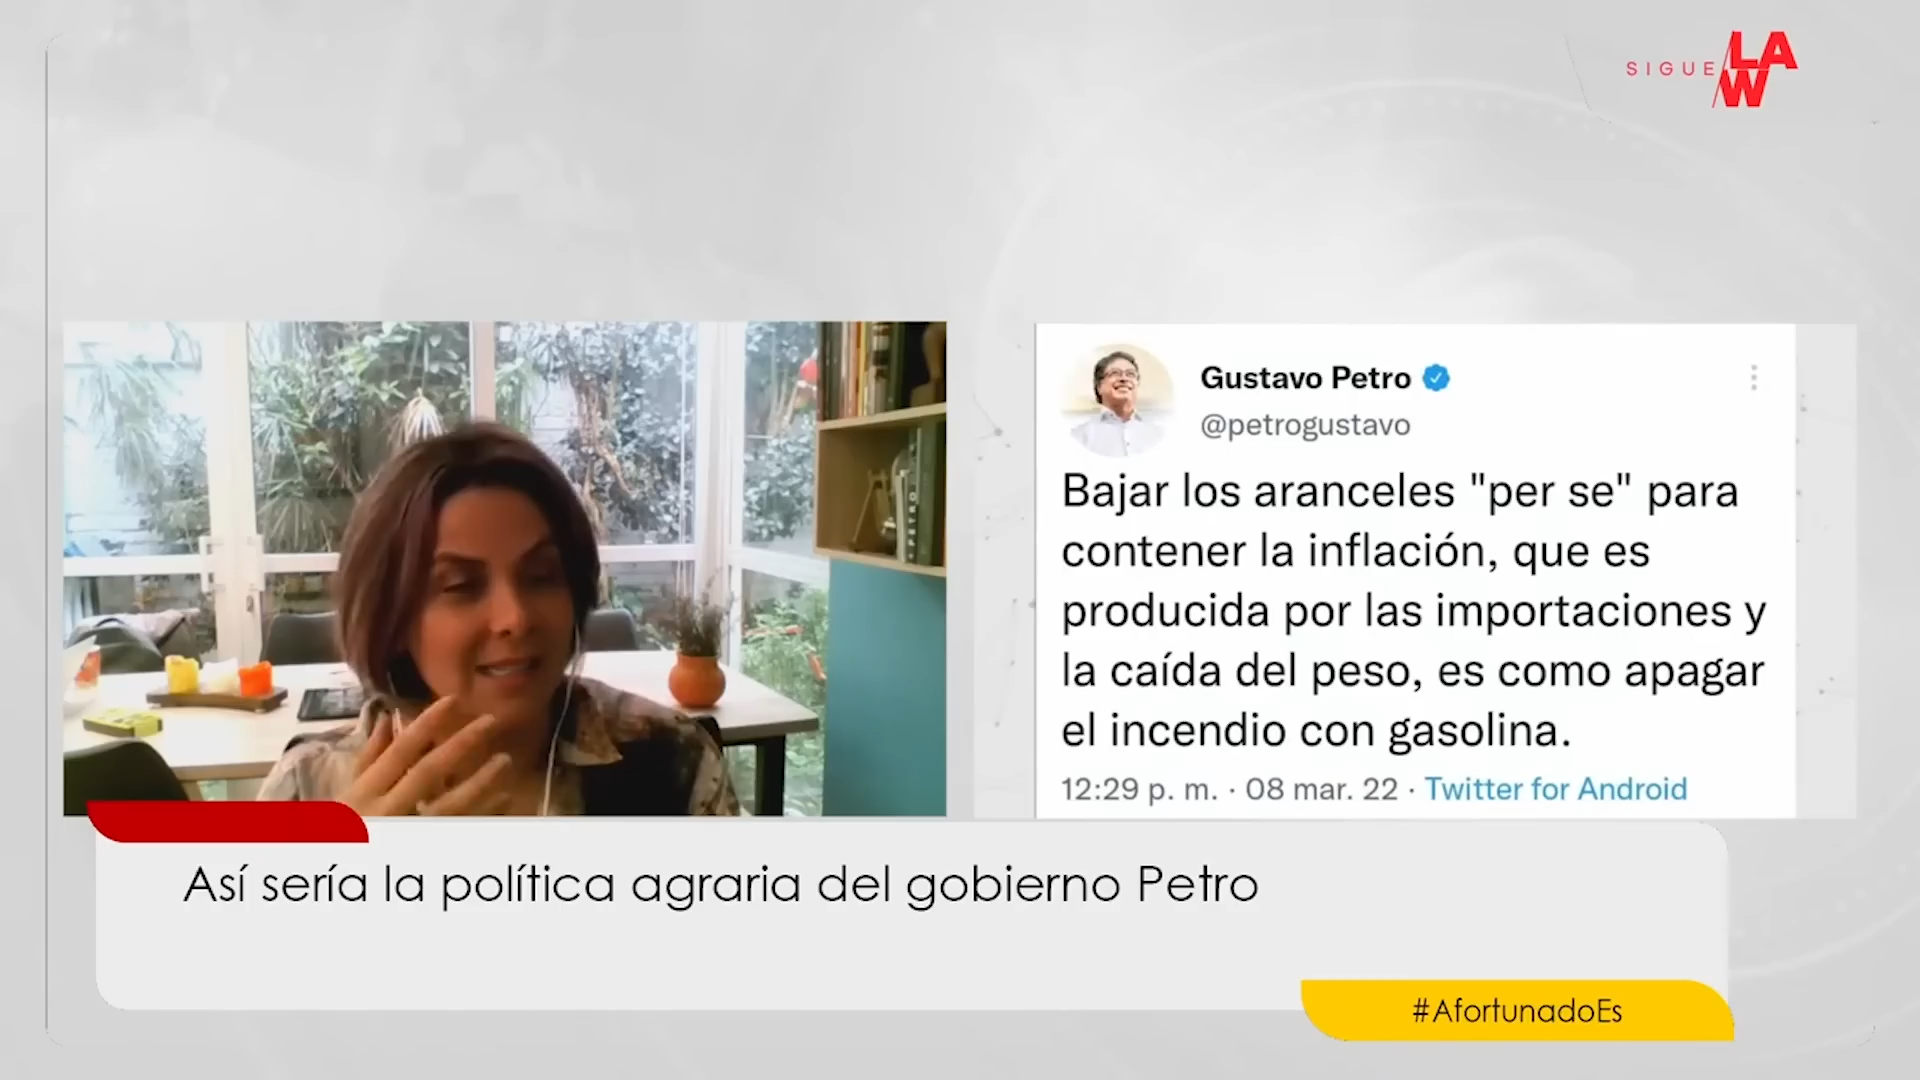 SIGUE LA W
Gustavo Petro
@petrogustavo
Bajar los aranceles "per se" para
contener la inflación, que es
producida por las importaciones y
la caída del peso, es como apagar
el incendio con gasolina.
12:29 p. m. · 08 mar. 22 · Twitter for Android
PETRO
Así sería la política agraria del gobierno Petro
#AfortunadoEs